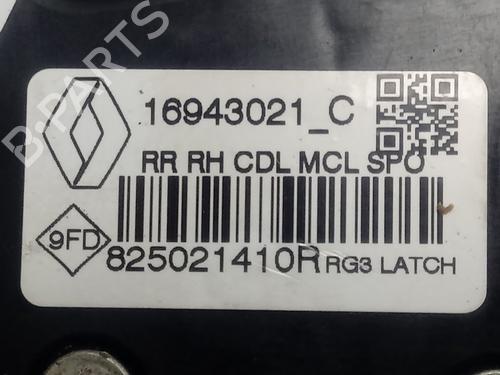 16943021_C
RR RH CDL MCL SPO
9FD
825021410R RG3 LATCH
B-PARTS